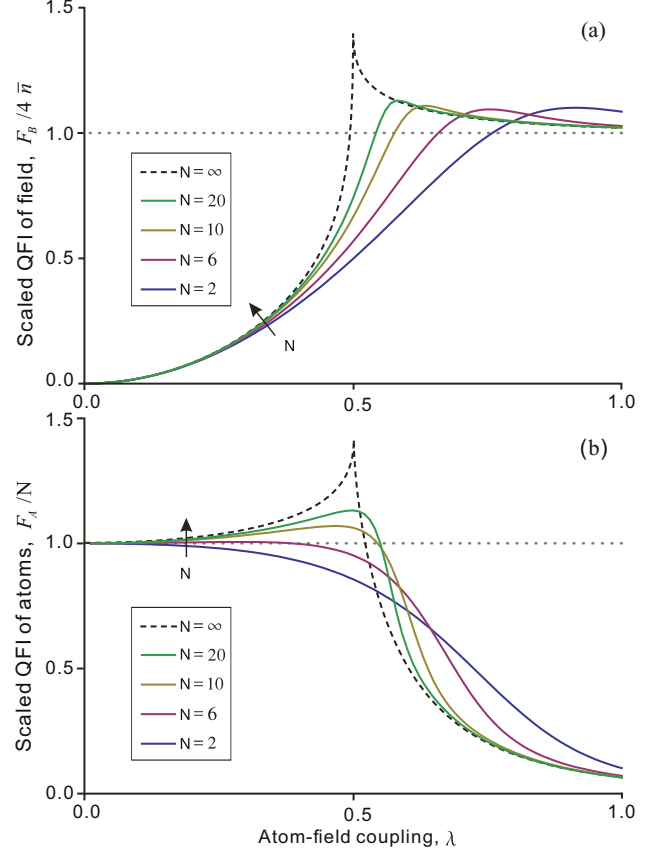 (a)
Scaled QFI of field, F_B /4 n̄
1.5
1.0
0.5
0.0
N = ∞
N = 20
N = 10
N = 6
N = 2
N
0.0
0.5
1.0
(b)
Scaled QFI of atoms, F_A /N
1.5
1.0
0.5
0.0
N
N = ∞
N = 20
N = 10
N = 6
N = 2
0.0
0.5
1.0
Atom-field coupling, λ